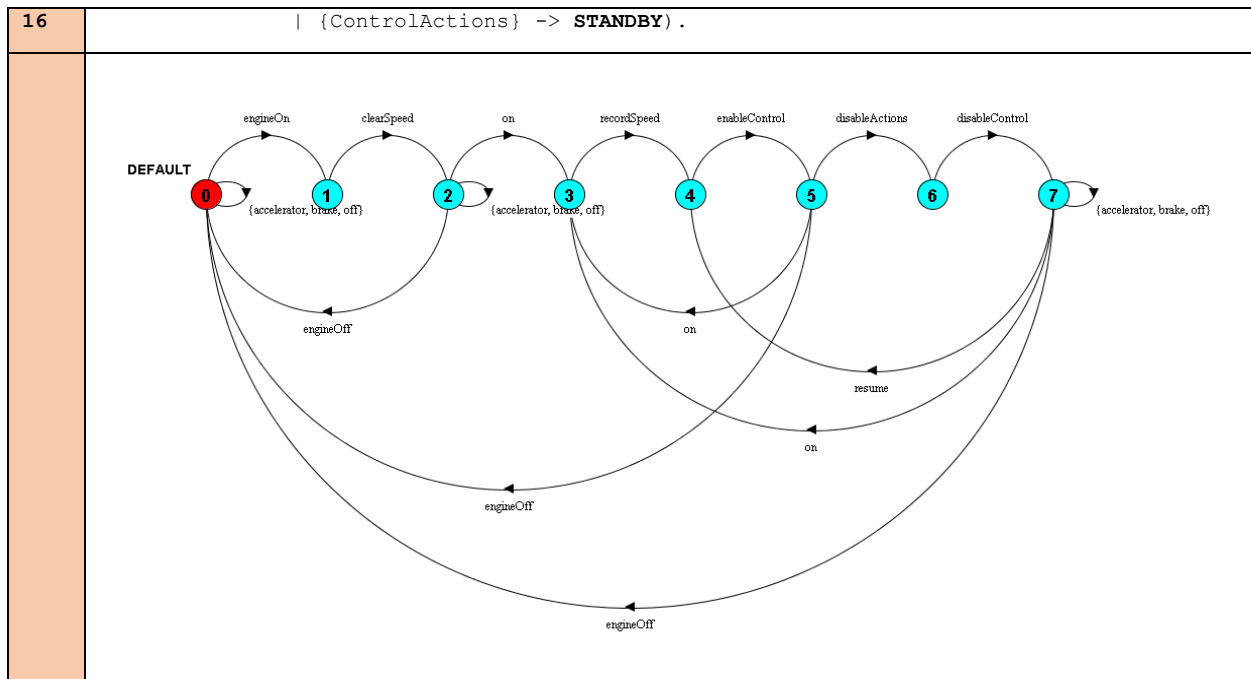 16 | {ControlActions} -> STANDBY).
engineOn clearSpeed on recordSpeed enableControl disableActions disableControl
DEFAULT
0 1 2 3 4 5 6 7
{accelerator, brake, off} {accelerator, brake, off} {accelerator, brake, off}
engineOff on
resume
on
engineOff
engineOff